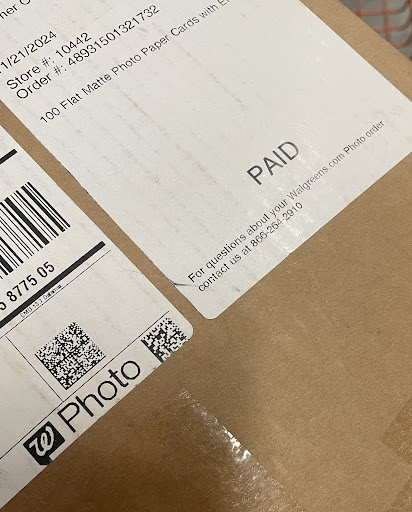 1/21/2024
Store #: 10442
Order #: 48931501321732
100 Flat Matte Photo Paper Cards with
PAID
For questions about your Walgreens.com Photo order
contact us at 866-264-2910
8775 05
Photo